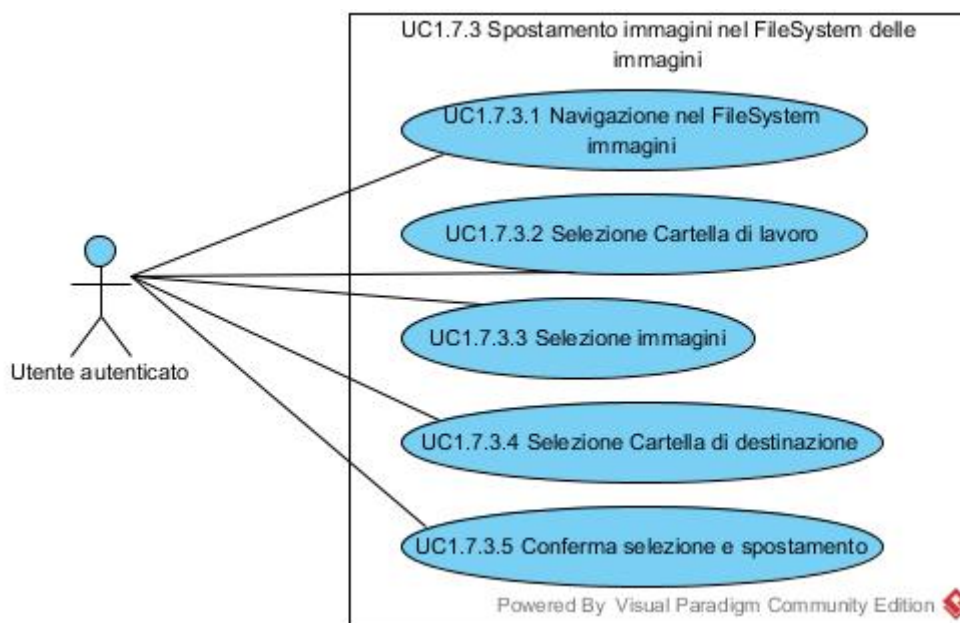 UC1.7.3 Spostamento immagini nel FileSystem delle
immagini
UC1.7.3.1 Navigazione nel FileSystem
immagini
UC1.7.3.2 Selezione Cartella di lavoro
UC1.7.3.3 Selezione immagini
Utente autenticato
UC1.7.3.4 Selezione Cartella di destinazione
UC1.7.3.5 Conferma selezione e spostamento
Powered By Visual Paradigm Community Edition